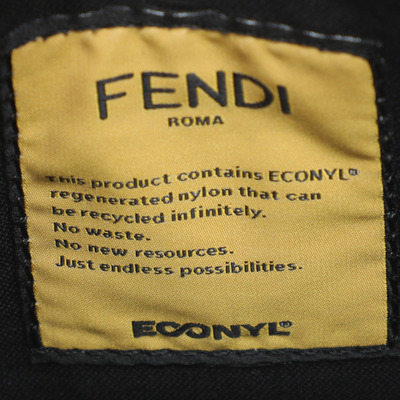 FENDI
ROMA
This product contains ECONYL®
regenerated nylon that can
be recycled infinitely.
No waste.
No new resources.
Just endless possibilities.
ECONYL®